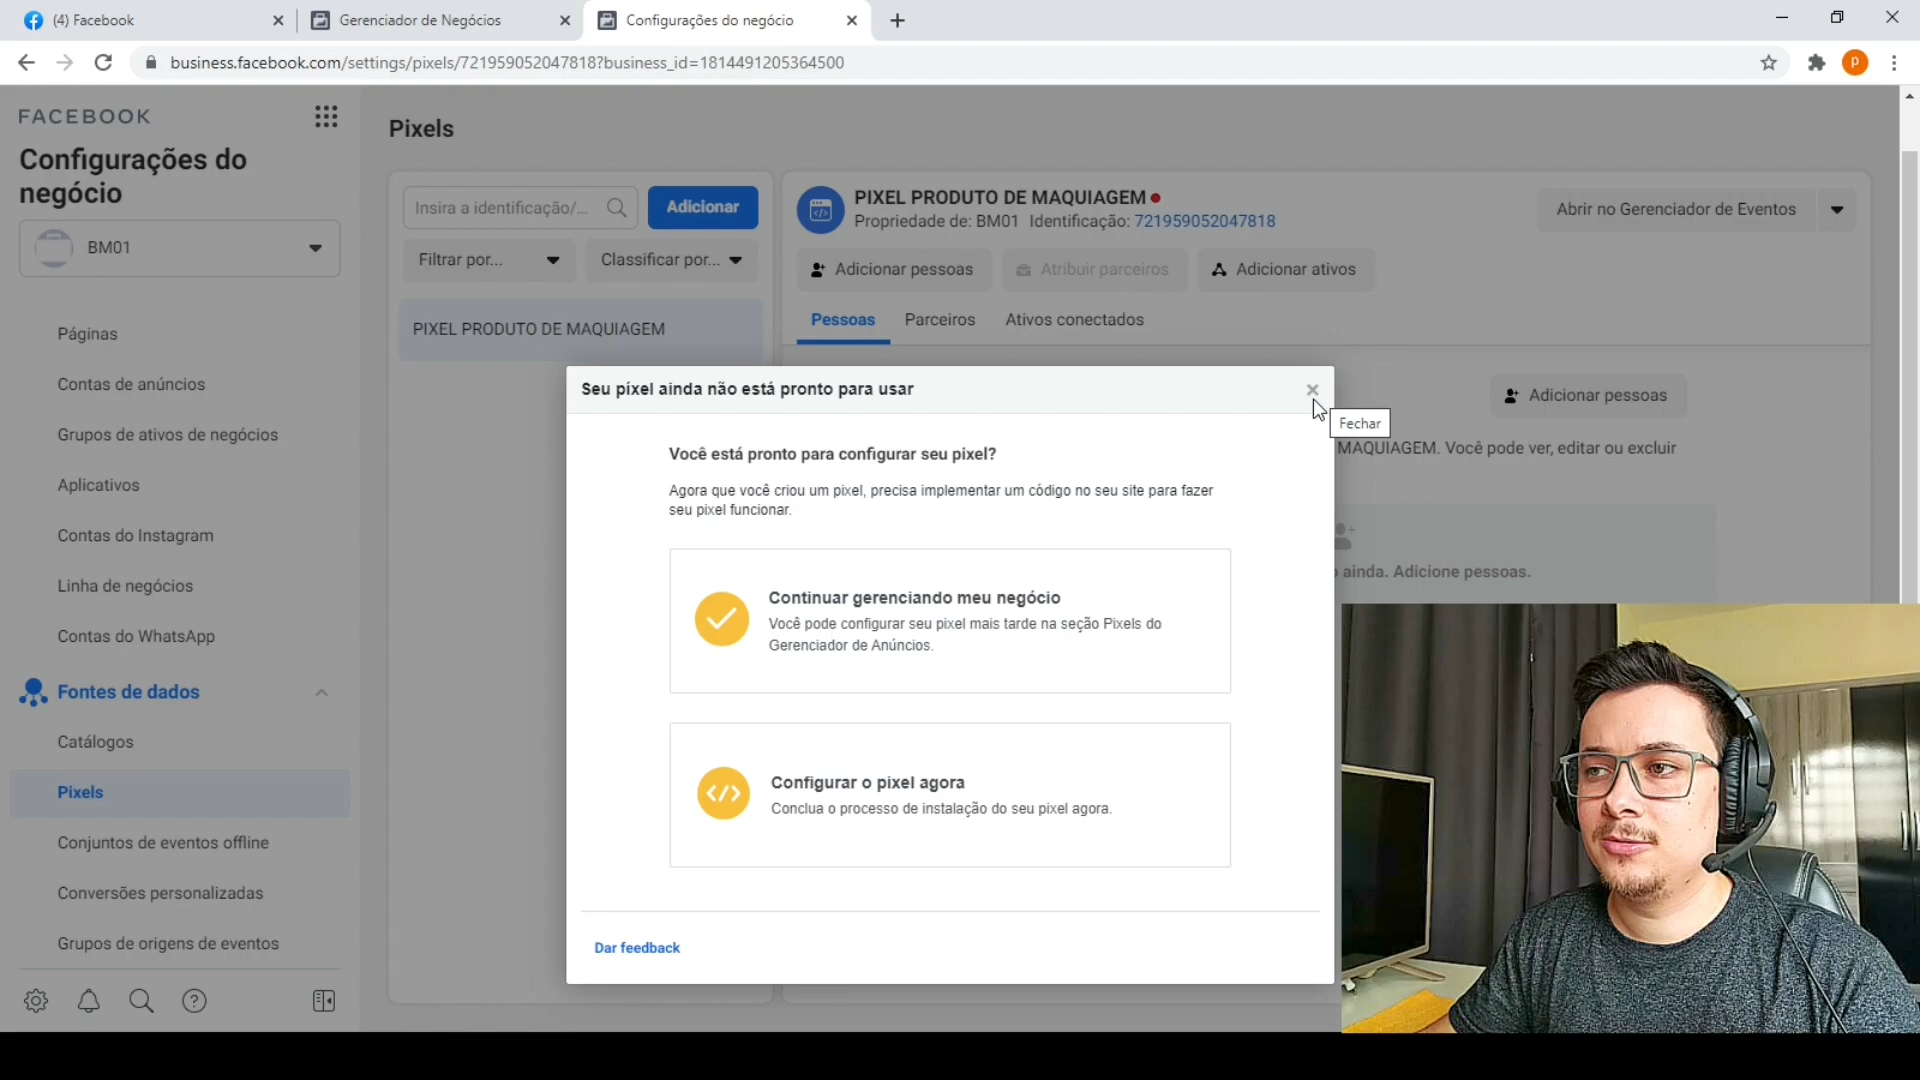 (4) Facebook
Gerenciador de Negócios
Configurações do negócio
business.facebook.com/settings/pixels/721959052047818?business_id=1814491205364500
P
FACEBOOK
Configurações do
negócio
BM01
Páginas
Contas de anúncios
Grupos de ativos de negócios
Aplicativos
Contas do Instagram
Linha de negócios
Contas do WhatsApp
Fontes de dados
Catálogos
Pixels
Conjuntos de eventos offline
Conversões personalizadas
Grupos de origens de eventos
Pixels
Insira a identificação/...
Adicionar
Filtrar por...
Classificar por...
PIXEL PRODUTO DE MAQUIAGEM
PIXEL PRODUTO DE MAQUIAGEM
Propriedade de: BM01 Identificação: 721959052047818
Abrir no Gerenciador de Eventos
Adicionar pessoas
Atribuir parceiros
Adicionar ativos
Pessoas
Parceiros
Ativos conectados
Adicionar pessoas
MAQUIAGEM. Você pode ver, editar ou excluir
ainda. Adicione pessoas.
Seu píxel ainda não está pronto para usar
Fechar
Você está pronto para configurar seu pixel?
Agora que você criou um pixel, precisa implementar um código no seu site para fazer
seu pixel funcionar.
Continuar gerenciando meu negócio
Você pode configurar seu pixel mais tarde na seção Pixels do
Gerenciador de Anúncios.
Configurar o pixel agora
Conclua o processo de instalação do seu pixel agora.
Dar feedback